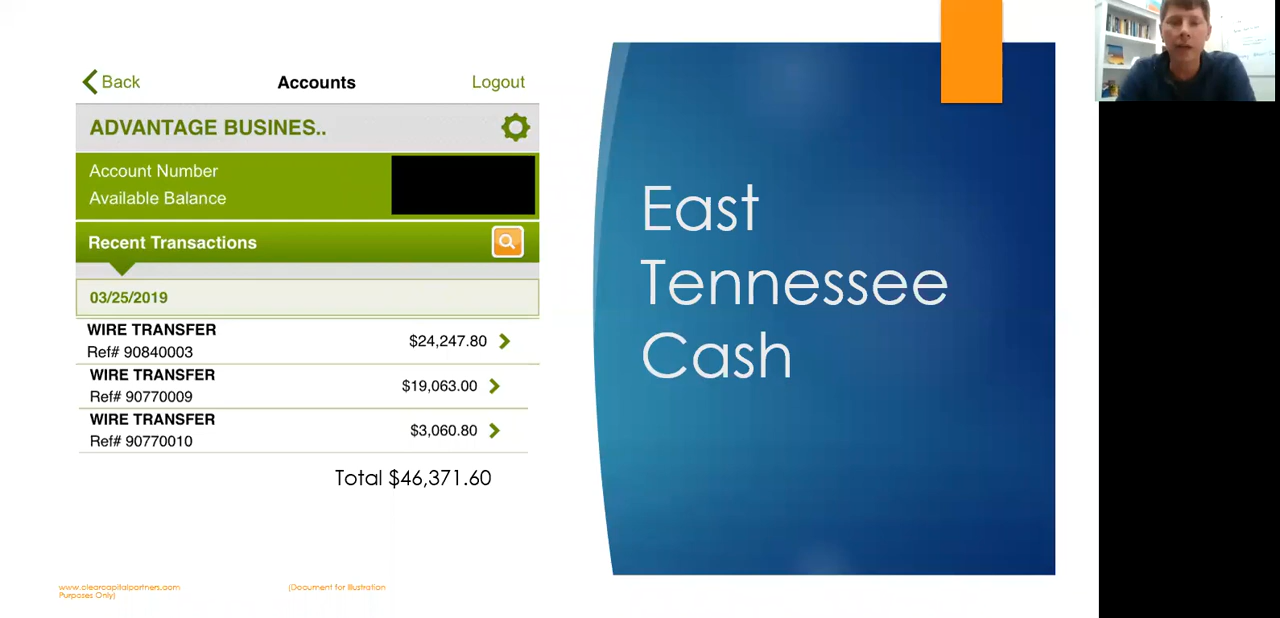 Back
Accounts
Logout
ADVANTAGE BUSINES..
Account Number
Available Balance
Recent Transactions
03/25/2019
WIRE TRANSFER
Ref# 90840003
$24,247.80
WIRE TRANSFER
Ref# 90770009
$19,063.00
WIRE TRANSFER
Ref# 90770010
$3,060.80
Total $46,371.60
East
Tennessee
Cash
www.clearcapitalpartners.com (Document for Illustration
Purposes Only)